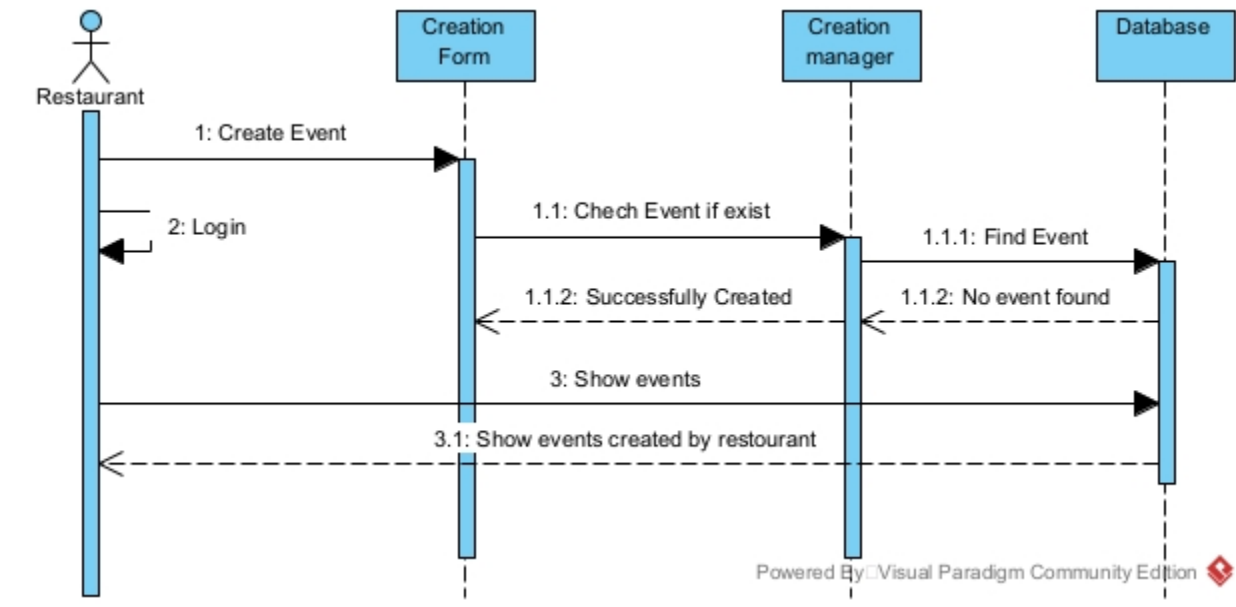 Creation
Form
Creation
manager
Database
Restaurant
1: Create Event
2: Login
1.1: Chech Event if exist
1.1.1: Find Event
1.1.2: Successfully Created
1.1.2: No event found
3: Show events
3.1: Show events created by restourant
Powered By Visual Paradigm Community Edition